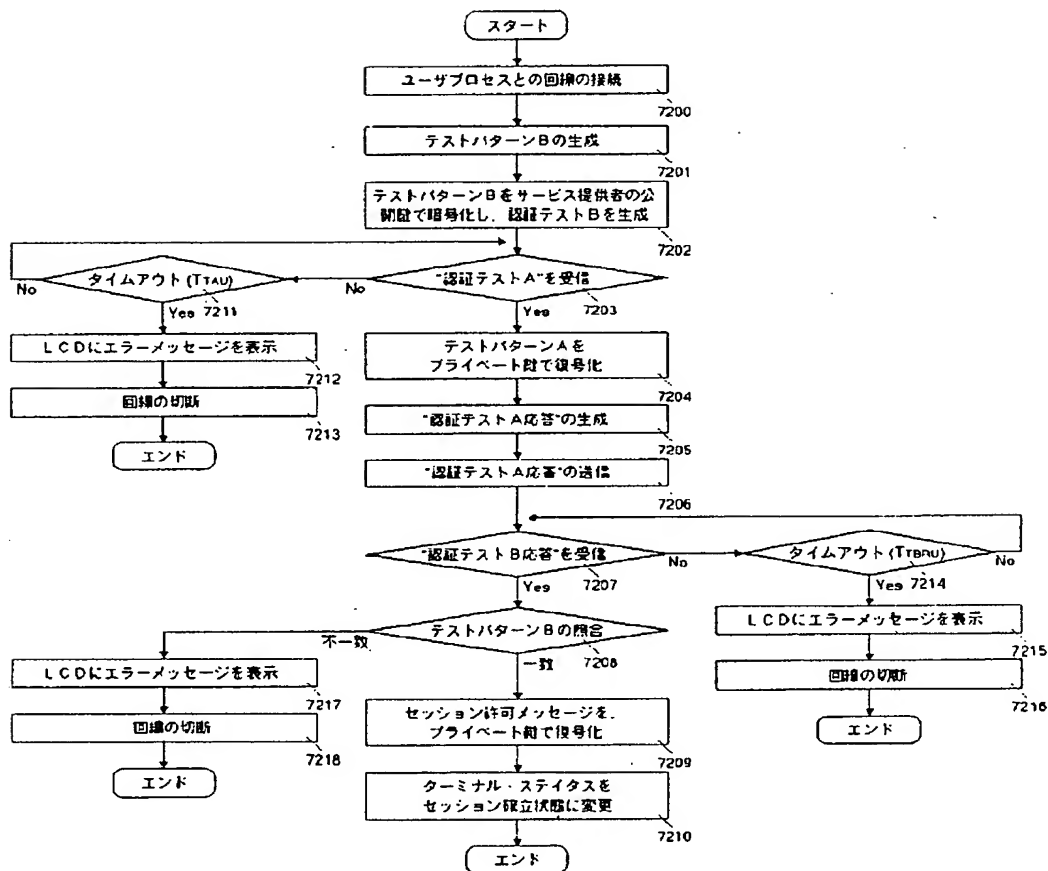 スタート
ユーザプロセスとの回線の接続
7200
テストパターンBの生成
7201
テストパターンBをサービス提供者の公
開鍵で暗号化し、認証テストBを生成
7202
"認証テストA"を受信
7203
No
Yes
タイムアウト(TTAU)
7211
No
Yes
LCDにエラーメッセージを表示
7212
回線の切断
7213
エンド
テストパターンAを
プライベート鍵で復号化
7204
"認証テストA応答"の生成
7205
"認証テストA応答"の送信
7206
"認証テストB応答"を受信
7207
No
Yes
タイムアウト(TTBRU)
7214
No
Yes
LCDにエラーメッセージを表示
7215
回線の切断
7216
エンド
テストパターンBの照合
7208
不一致
一致
LCDにエラーメッセージを表示
7217
回線の切断
7218
エンド
セッション許可メッセージを、
プライベート鍵で復号化
7209
ターミナル・ステイタスを
セッション確立状態に変更
7210
エンド